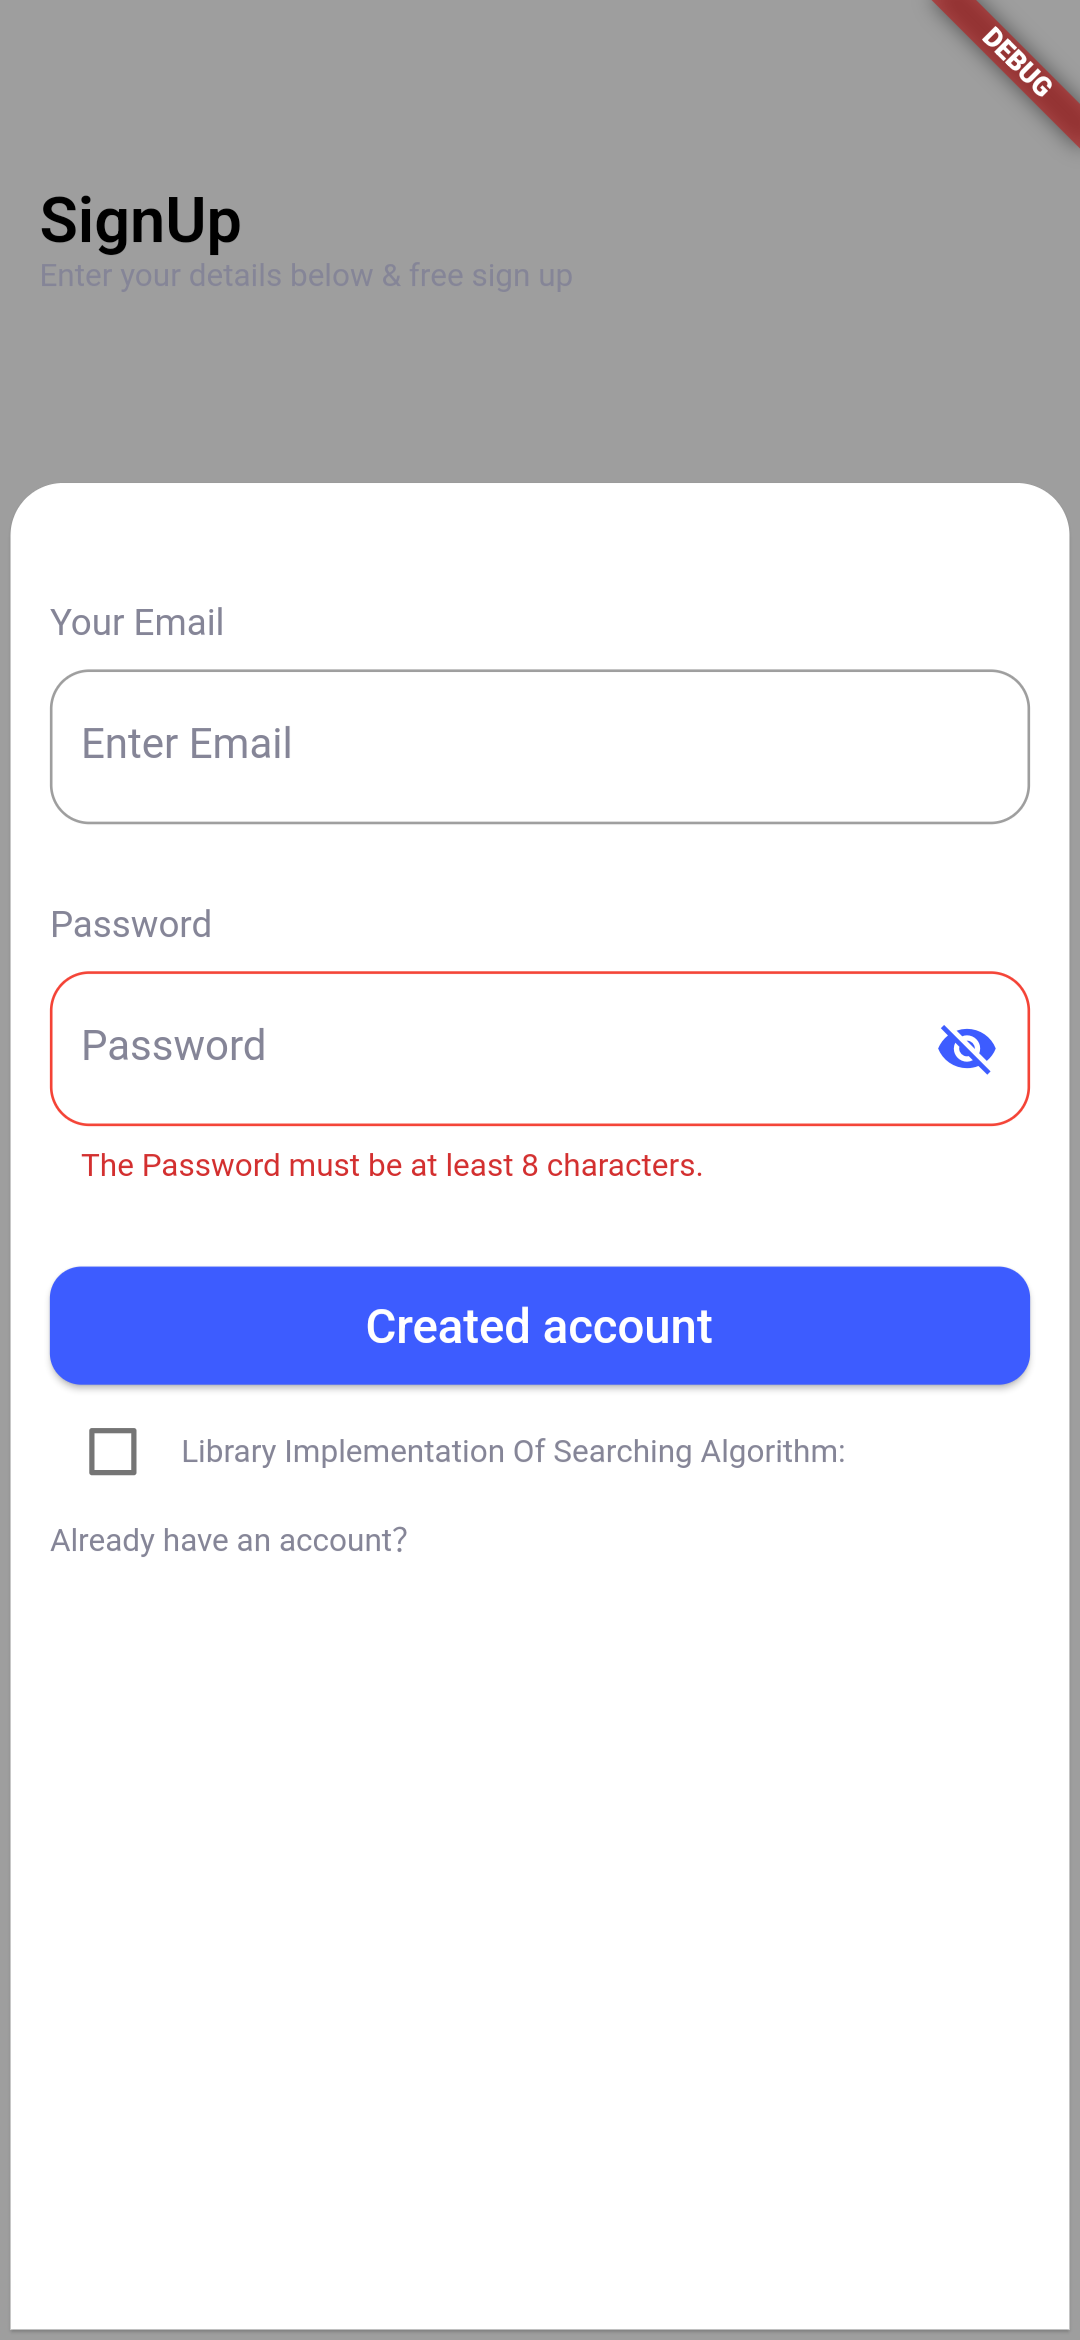 DEBUG
SignUp
Enter your details below & free sign up
Your Email
Enter Email
Password
Password
The Password must be at least 8 characters.
Created account
Library Implementation Of Searching Algorithm:
Already have an account?